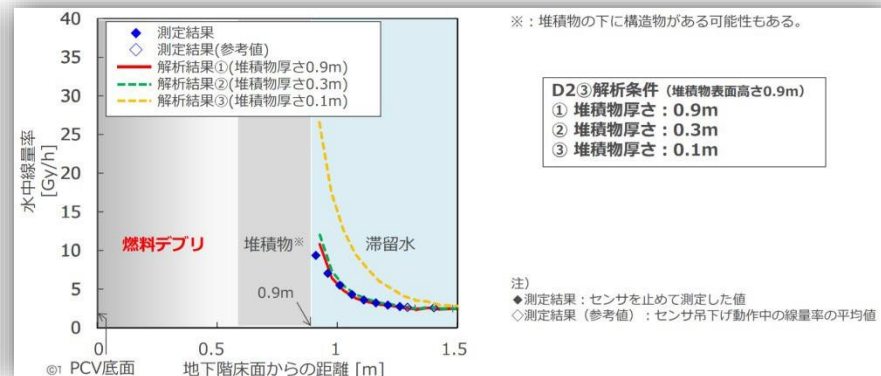 40
35
30
25
20
15
10
5
0
水中線量率
[Gy/h]
◆ 測定結果
◇ 測定結果(参考値)
解析結果①(堆積物厚さ0.9m)
解析結果②(堆積物厚さ0.3m)
解析結果③(堆積物厚さ0.1m)
燃料デブリ
堆積物※
滞留水
0.9m
0
0.5
1
1.5
PCV底面
地下階床面からの距離 [m]
※：堆積物の下に構造物がある可能性もある。
D2③解析条件（堆積物表面高さ0.9m）
① 堆積物厚さ：0.9m
② 堆積物厚さ：0.3m
③ 堆積物厚さ：0.1m
注）
◆測定結果：センサを止めて測定した値
◇測定結果（参考値）：センサ吊下げ動作中の線量率の平均値